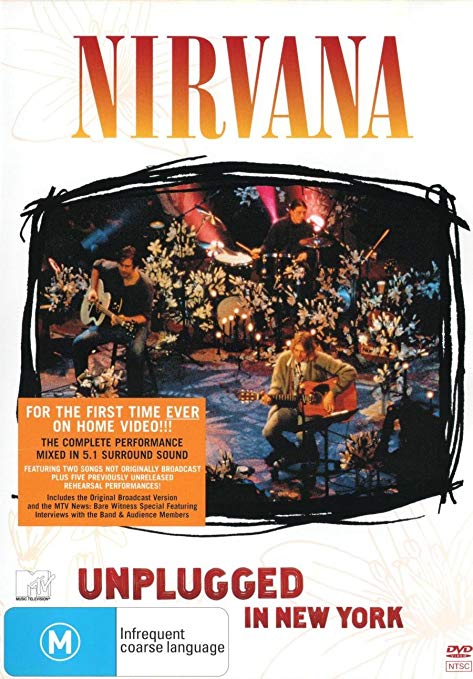 NIRVANA
FOR THE FIRST TIME EVER
ON HOME VIDEO!!!
THE COMPLETE PERFORMANCE
MIXED IN 5.1 SURROUND SOUND
FEATURING TWO SONGS NOT ORIGINALLY BROADCAST
PLUS FIVE PREVIOUSLY UNRELEASED
REHEARSAL PERFORMANCES!
Includes the Original Broadcast Version
and the MTV News: Bare Witness Special Featuring
Interviews with the Band & Audience Members
MTV
MUSIC TELEVISION
UNPLUGGED
IN NEW YORK
M
Infrequent
coarse language
DVD
VIDEO
NTSC